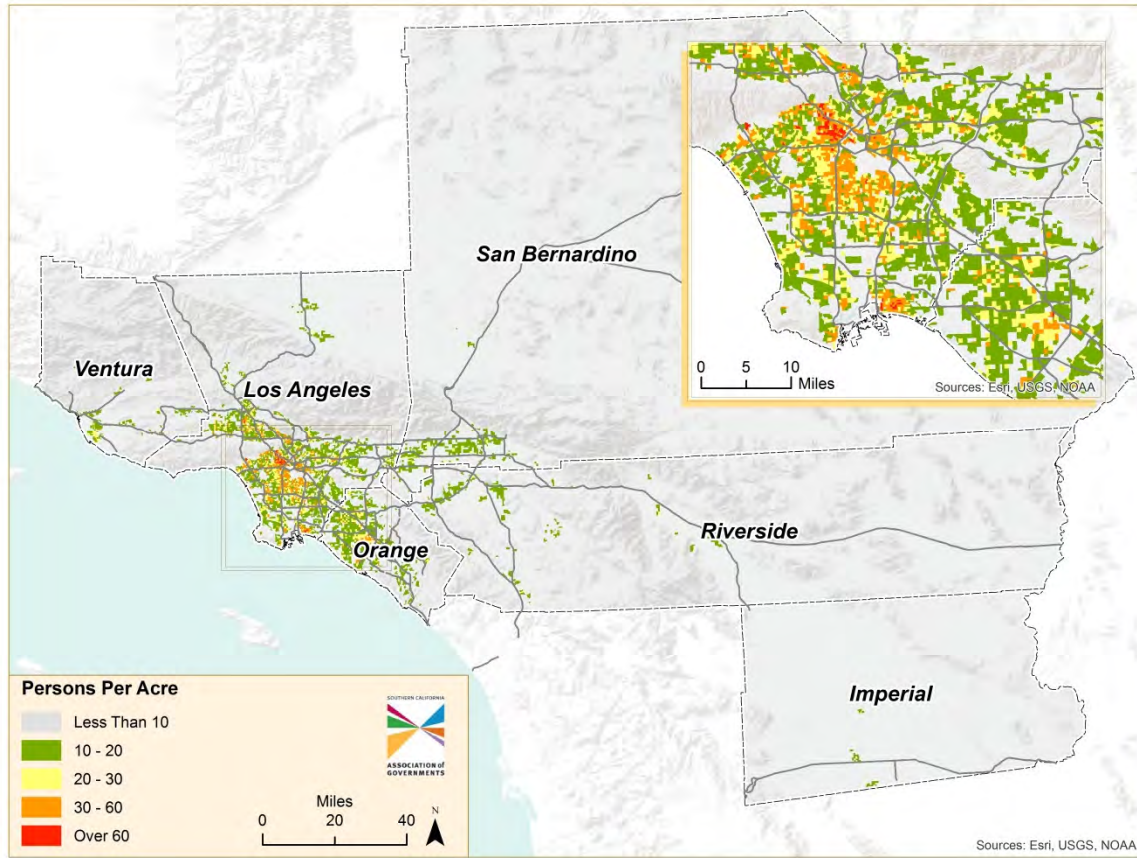 San Bernardino
Ventura
Los Angeles
Riverside
Orange
Imperial
0 5 10
Miles
Sources: Esri, USGS, NOAA
Persons Per Acre
Less Than 10
10 - 20
20 - 30
30 - 60
Over 60
SOUTHERN CALIFORNIA
ASSOCIATION of
GOVERNMENTS
Miles
0 20 40
N
Sources: Esri, USGS, NOAA